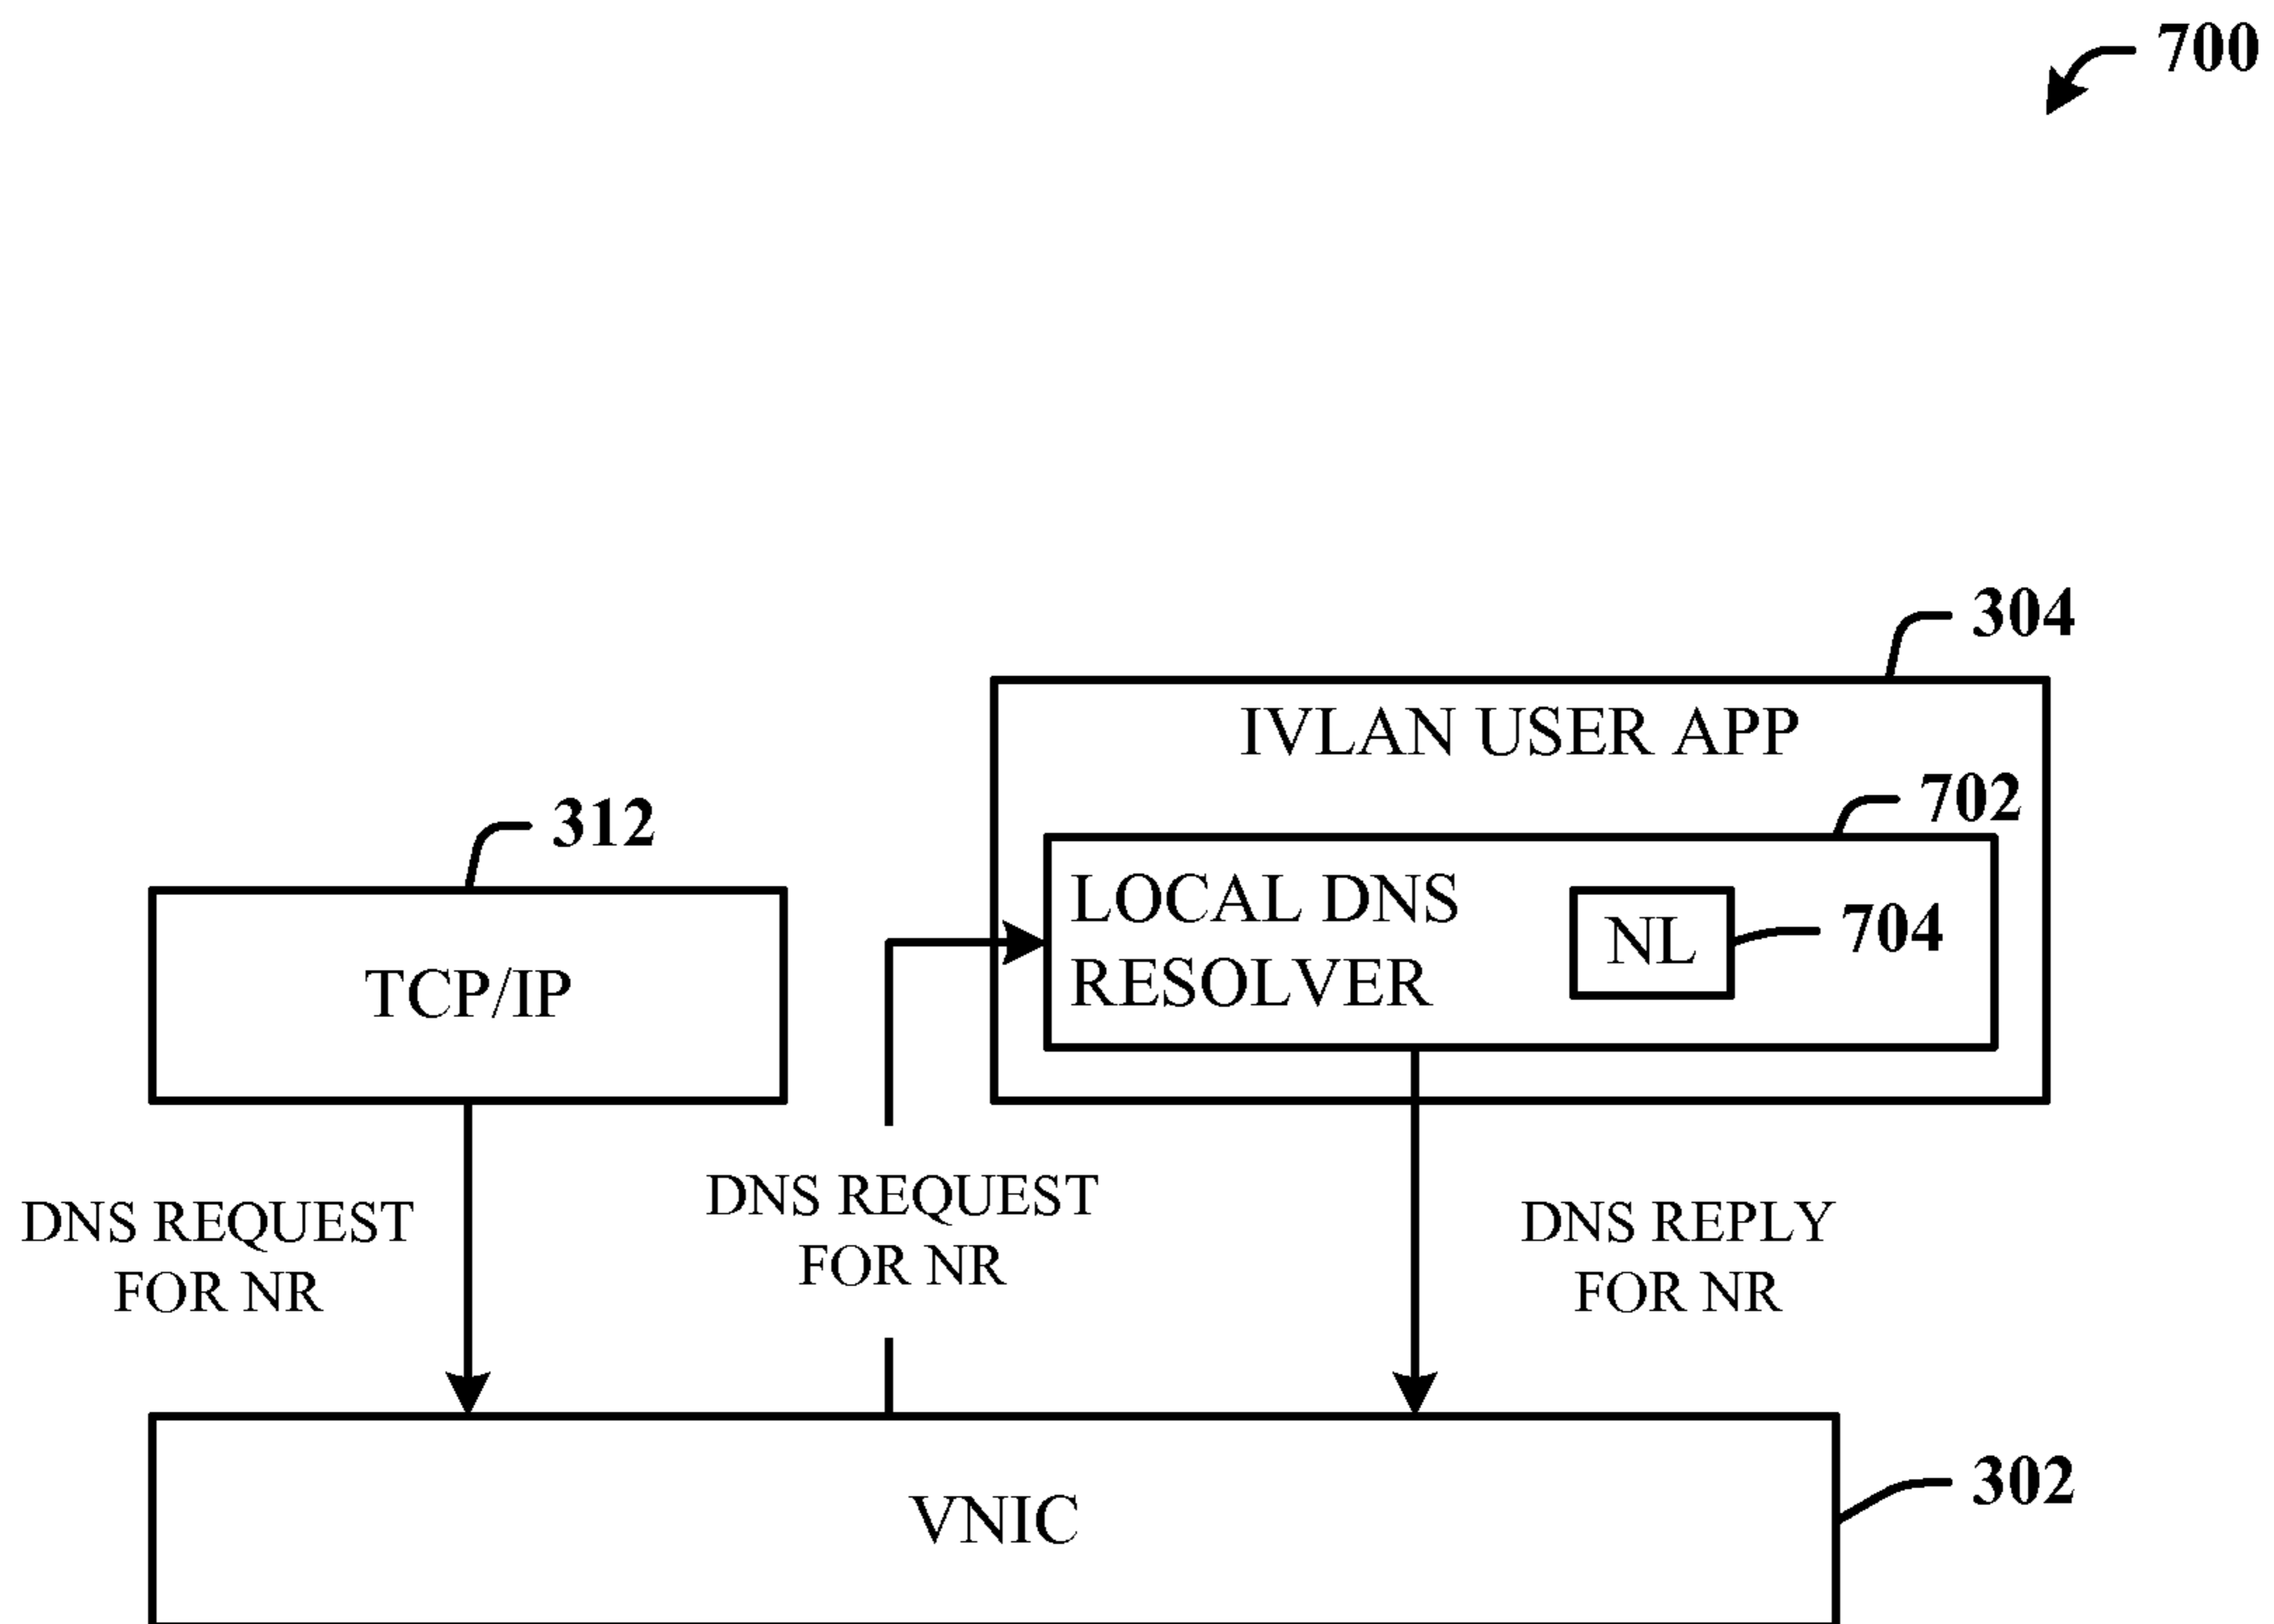 700
304
IVLAN USER APP
702
312
LOCAL DNS
RESOLVER
NL
704
TCP/IP
DNS REQUEST
FOR NR
DNS REQUEST
FOR NR
DNS REPLY
FOR NR
302
VNIC